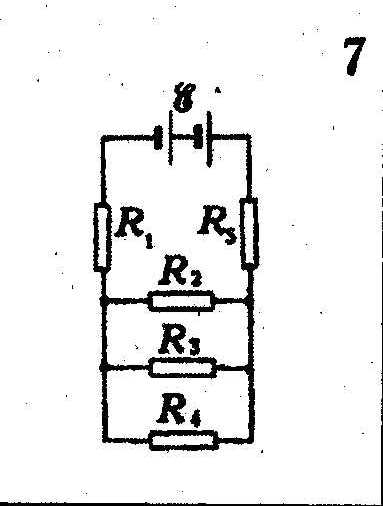 7
ℰ
R₁ R₅
R₂
R₃
R₄